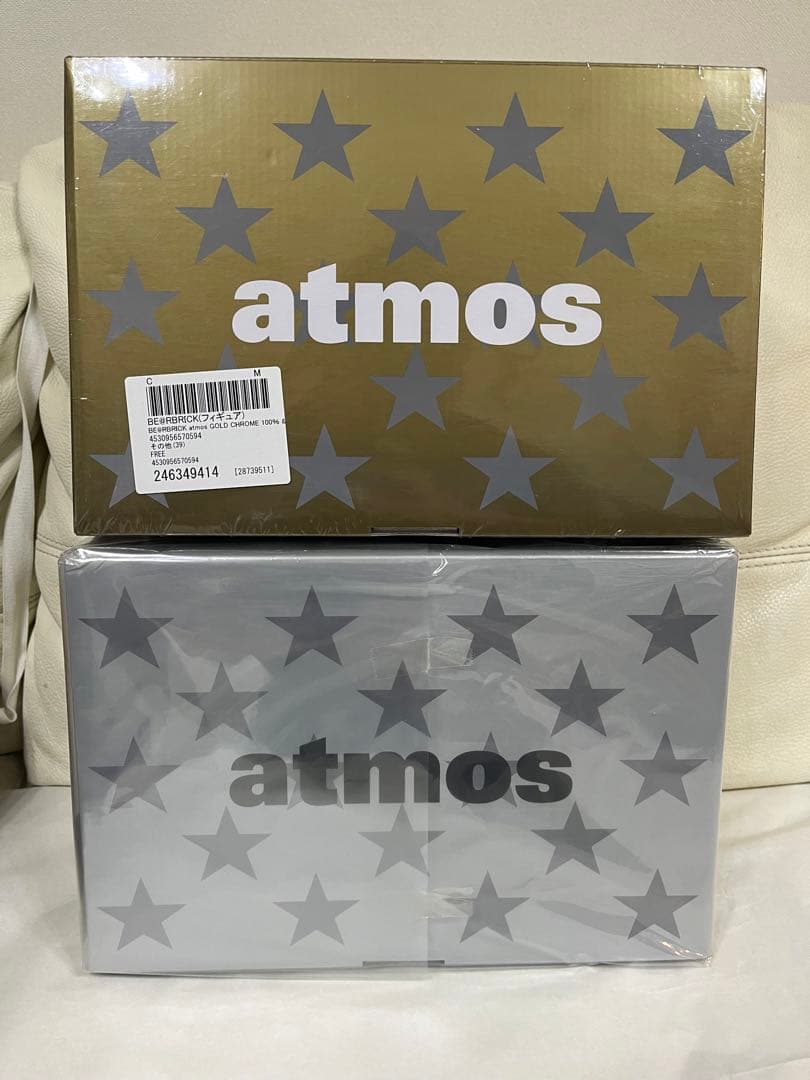 atmos
C M
BE@RBRICK(フィギュア)
BE@RBRICK atmos GOLD CHROME 100% &
4530956570594
その他(39)
FREE
4530956570594
246349414 [28739511]
atmos